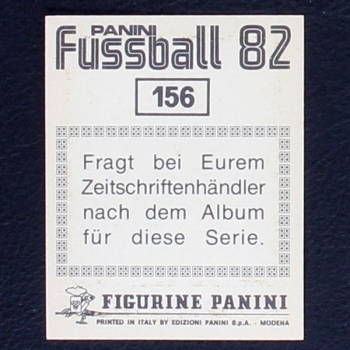 PANINI
Fussball 82
156
Fragt bei Eurem
Zeitschriftenhändler
nach dem Album
für diese Serie.
FIGURINE PANINI
PRINTED IN ITALY BY EDIZIONI PANINI S.p.A. - MODENA